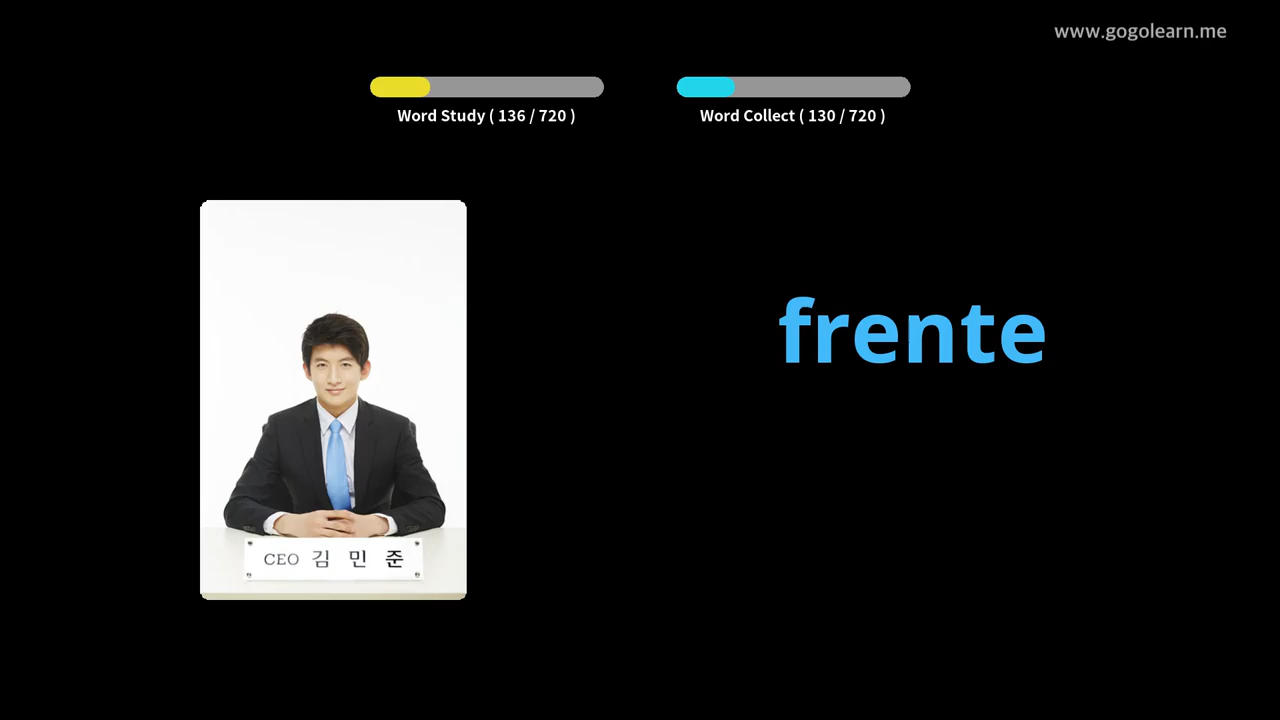 www.gogolearn.me
Word Study ( 136 / 720 )
Word Collect ( 130 / 720 )
frente
CEO 김 민 준